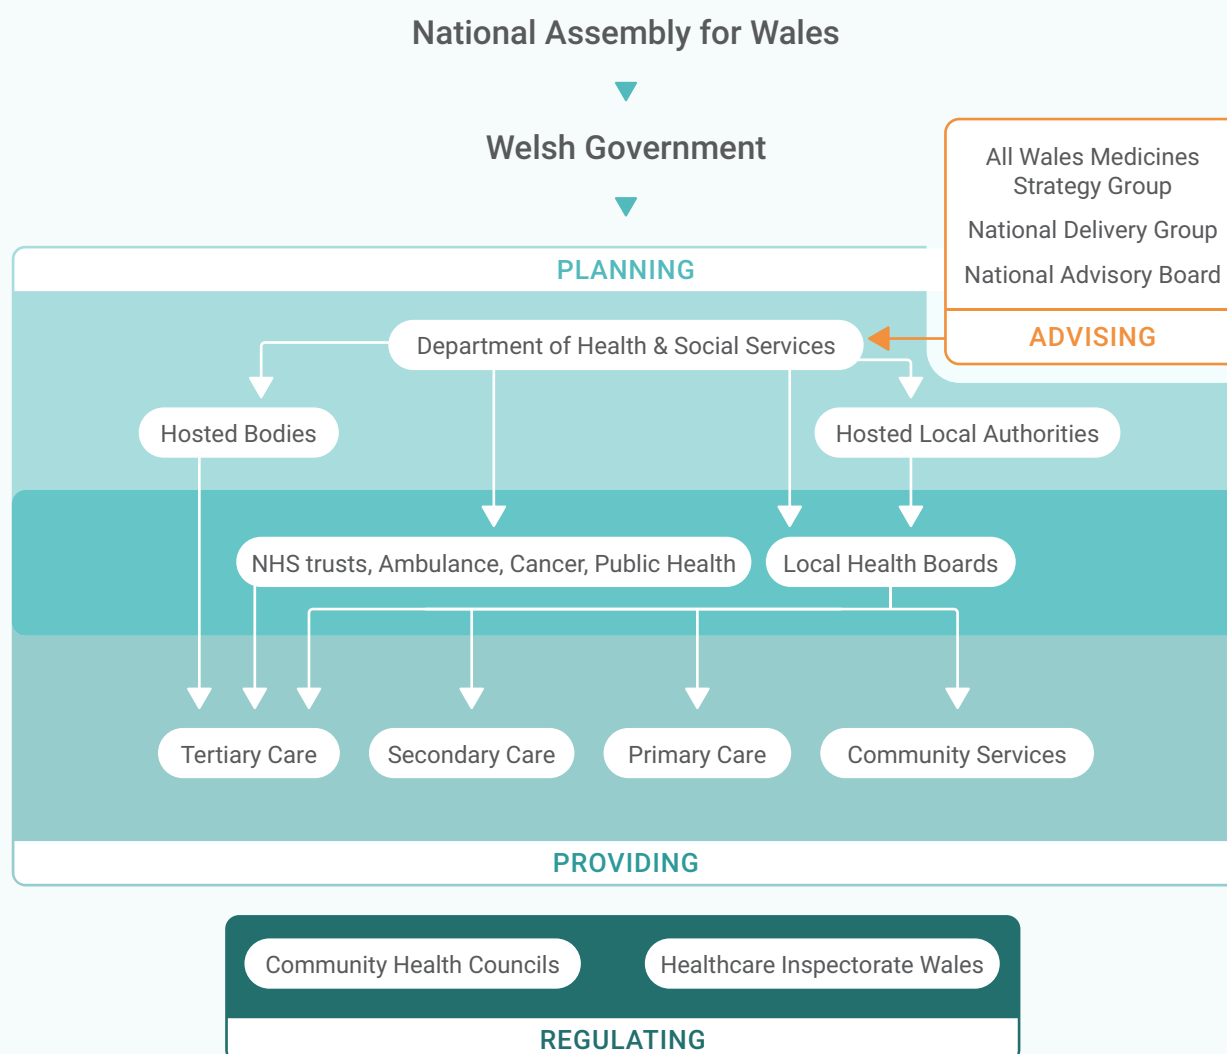 National Assembly for Wales
Welsh Government
All Wales Medicines
Strategy Group
National Delivery Group
National Advisory Board
ADVISING
PLANNING
Department of Health & Social Services
Hosted Bodies
Hosted Local Authorities
NHS trusts, Ambulance, Cancer, Public Health
Local Health Boards
Tertiary Care
Secondary Care
Primary Care
Community Services
PROVIDING
Community Health Councils
Healthcare Inspectorate Wales
REGULATING